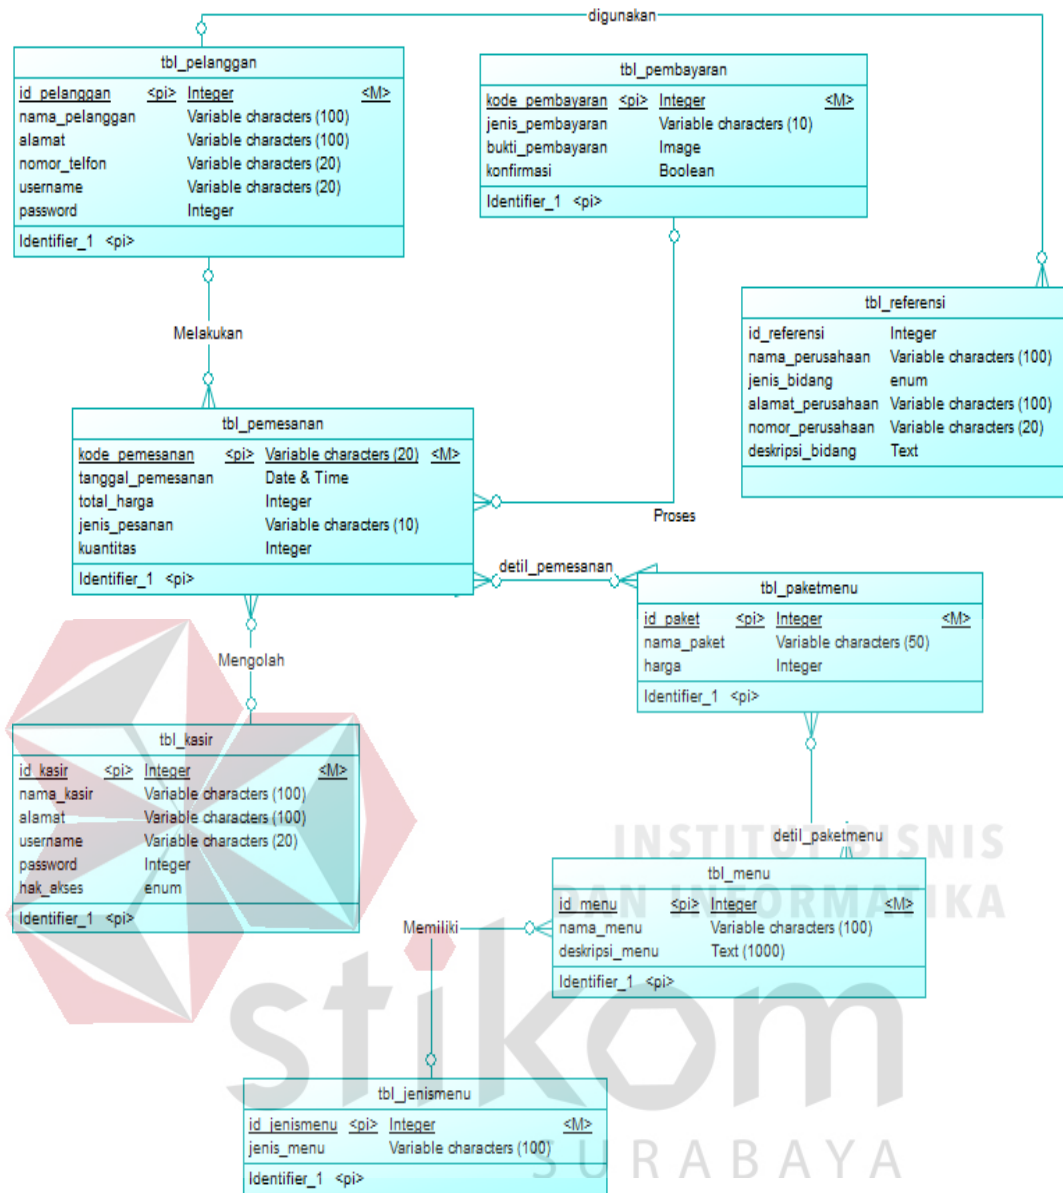 digunakan
tbl_pelanggan
id_pelanggan <pi> Integer <M>
nama_pelanggan Variable characters (100)
alamat Variable characters (100)
nomor_telfon Variable characters (20)
username Variable characters (20)
password Integer
Identifier_1 <pi>
tbl_pembayaran
kode_pembayaran <pi> Integer <M>
jenis_pembayaran Variable characters (10)
bukti_pembayaran Image
konfirmasi Boolean
Identifier_1 <pi>
tbl_referensi
id_referensi Integer
nama_perusahaan Variable characters (100)
jenis_bidang enum
alamat_perusahaan Variable characters (100)
nomor_perusahaan Variable characters (20)
deskripsi_bidang Text
Melakukan
tbl_pemesanan
kode_pemesanan <pi> Variable characters (20) <M>
tanggal_pemesanan Date & Time
total_harga Integer
jenis_pesanan Variable characters (10)
kuantitas Integer
Identifier_1 <pi>
Proses
detil_pemesanan
tbl_paketmenu
id_paket <pi> Integer <M>
nama_paket Variable characters (50)
harga Integer
Identifier_1 <pi>
Mengolah
tbl_kasir
id_kasir <pi> Integer <M>
nama_kasir Variable characters (100)
alamat Variable characters (100)
username Variable characters (20)
password Integer
hak_akses enum
Identifier_1 <pi>
INSTITUT BISNIS
detil_paketmenu
DAN INFORMATIKA
tbl_menu
id_menu <pi> Integer <M>
nama_menu Variable characters (100)
deskripsi_menu Text (1000)
Identifier_1 <pi>
Memiliki
stikom
tbl_jenismenu
id_jenismenu <pi> Integer <M>
jenis_menu Variable characters (100)
Identifier_1 <pi>
SURABAYA